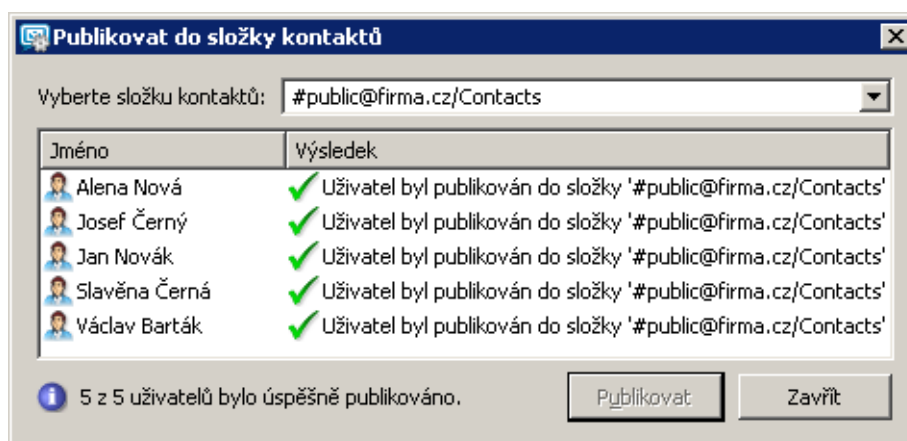 Publikovat do složky kontaktů
Vyberte složku kontaktů: #public@firma.cz/Contacts
Jméno Výsledek
Alena Nová Uživatel byl publikován do složky '#public@firma.cz/Contacts'
Josef Černý Uživatel byl publikován do složky '#public@firma.cz/Contacts'
Jan Novák Uživatel byl publikován do složky '#public@firma.cz/Contacts'
Slavěna Černá Uživatel byl publikován do složky '#public@firma.cz/Contacts'
Václav Barták Uživatel byl publikován do složky '#public@firma.cz/Contacts'
5 z 5 uživatelů bylo úspěšně publikováno. Publikovat Zavřít